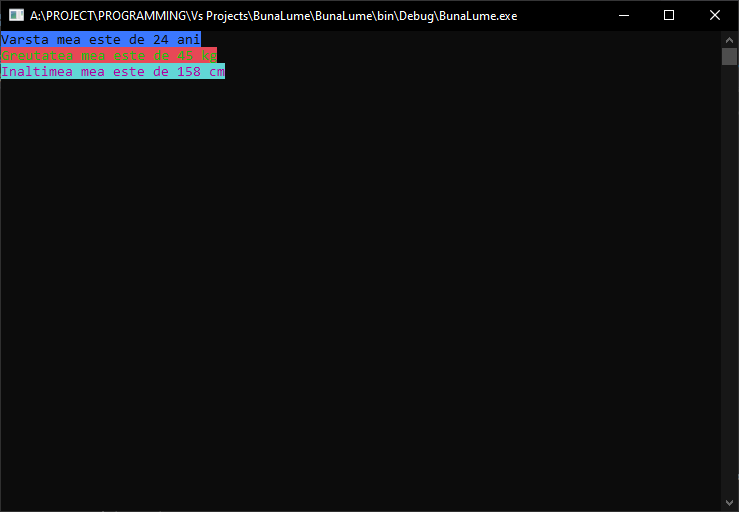 A:\PROJECT\PROGRAMMING\Vs Projects\BunaLume\BunaLume\bin\Debug\BunaLume.exe
Varsta mea este de 24 ani
Greutatea mea este de 45 kg
Inaltimea mea este de 158 cm